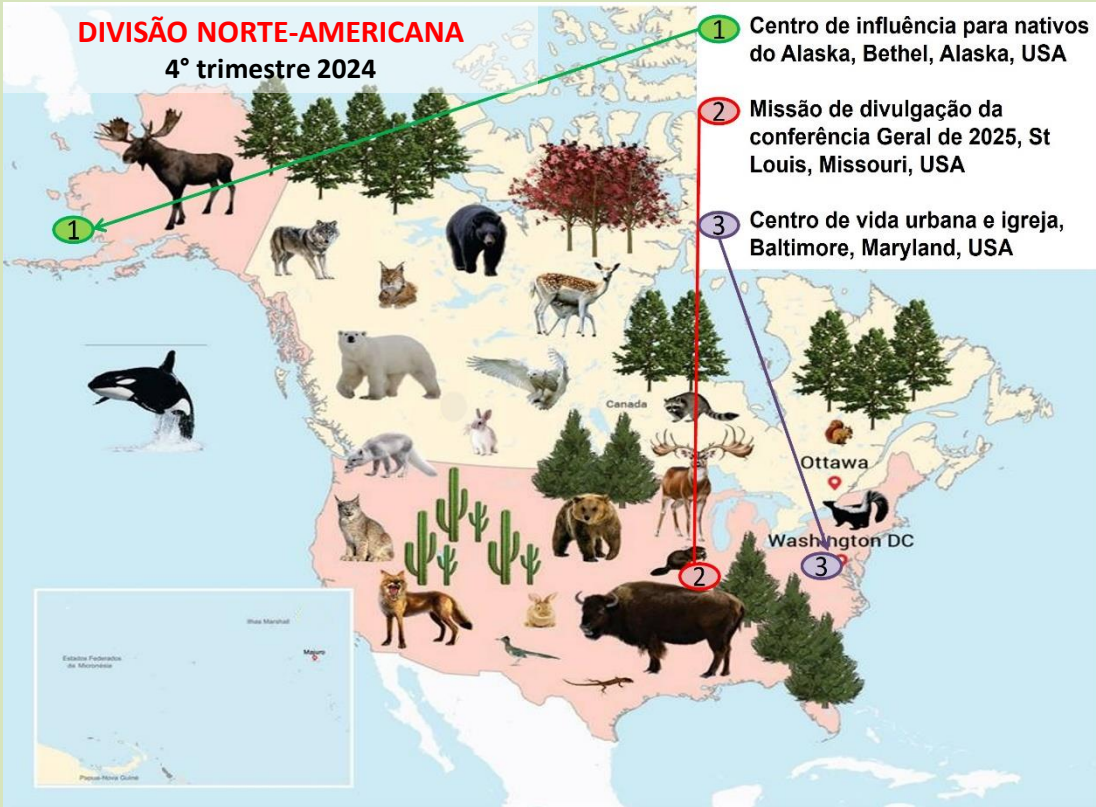 DIVISÃO NORTE-AMERICANA
4° trimestre 2024
1 Centro de influência para nativos
do Alaska, Bethel, Alaska, USA
2 Missão de divulgação da
conferência Geral de 2025, St
Louis, Missouri, USA
3 Centro de vida urbana e igreja,
Baltimore, Maryland, USA
1
Canada
Ottawa
Washington DC
3
2
Ilhas Marshall
Majuro
Estados Federados
da Micronésia
Papua-Nova Guiné